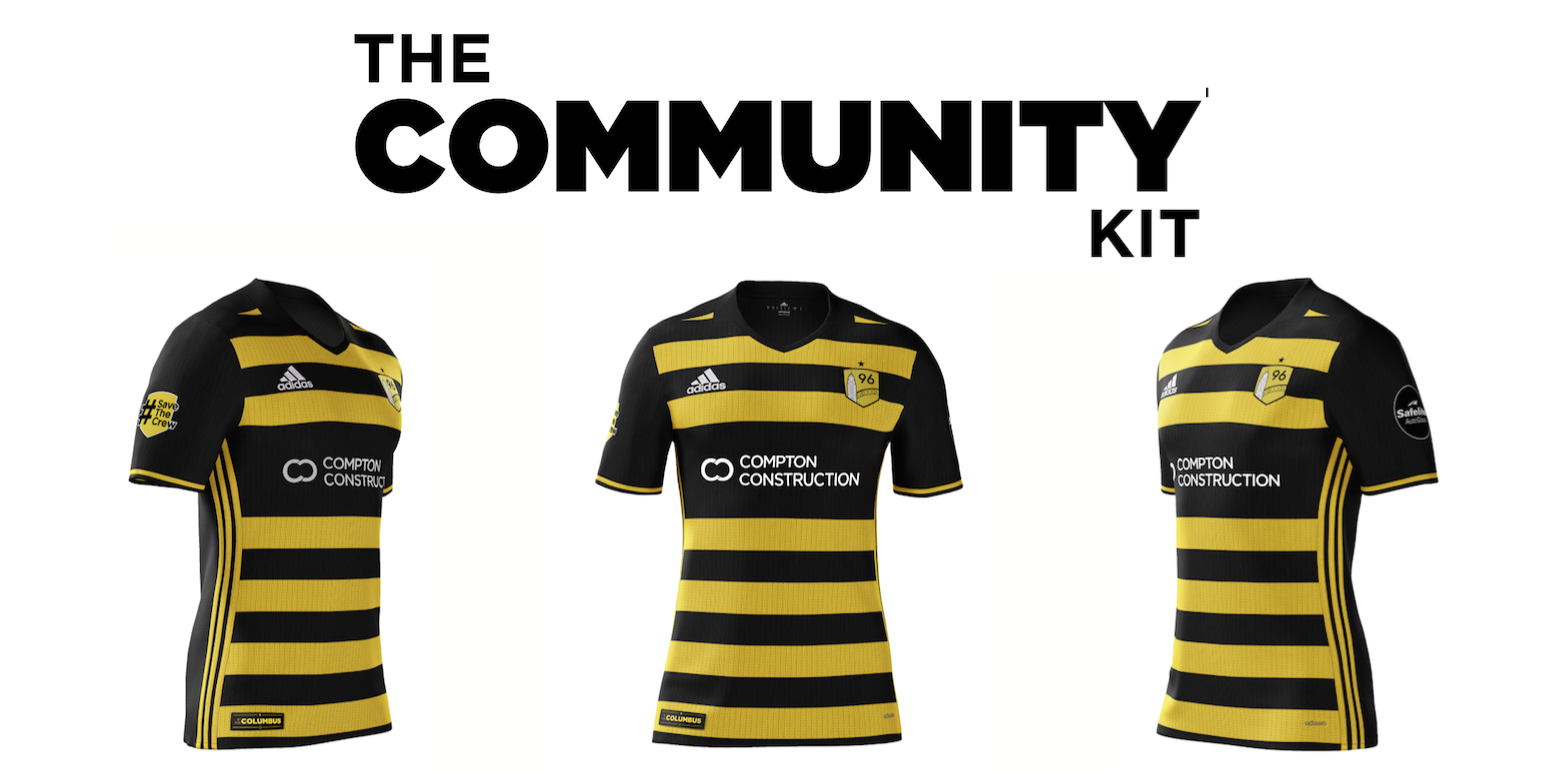 THE
COMMUNITY
KIT
adidas
#Save
The
Crew
COMPTON
CONSTRUCT
COLUMBUS
adidas
96
COMPTON
CONSTRUCTION
COLUMBUS
adidas
96
COMPTON
CONSTRUCTION